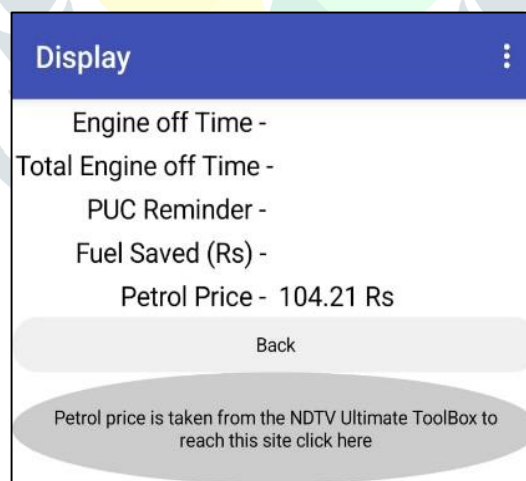 Display
Engine off Time -
Total Engine off Time -
PUC Reminder -
Fuel Saved (Rs) -
Petrol Price - 104.21 Rs
Back
Petrol price is taken from the NDTV Ultimate ToolBox to
reach this site click here